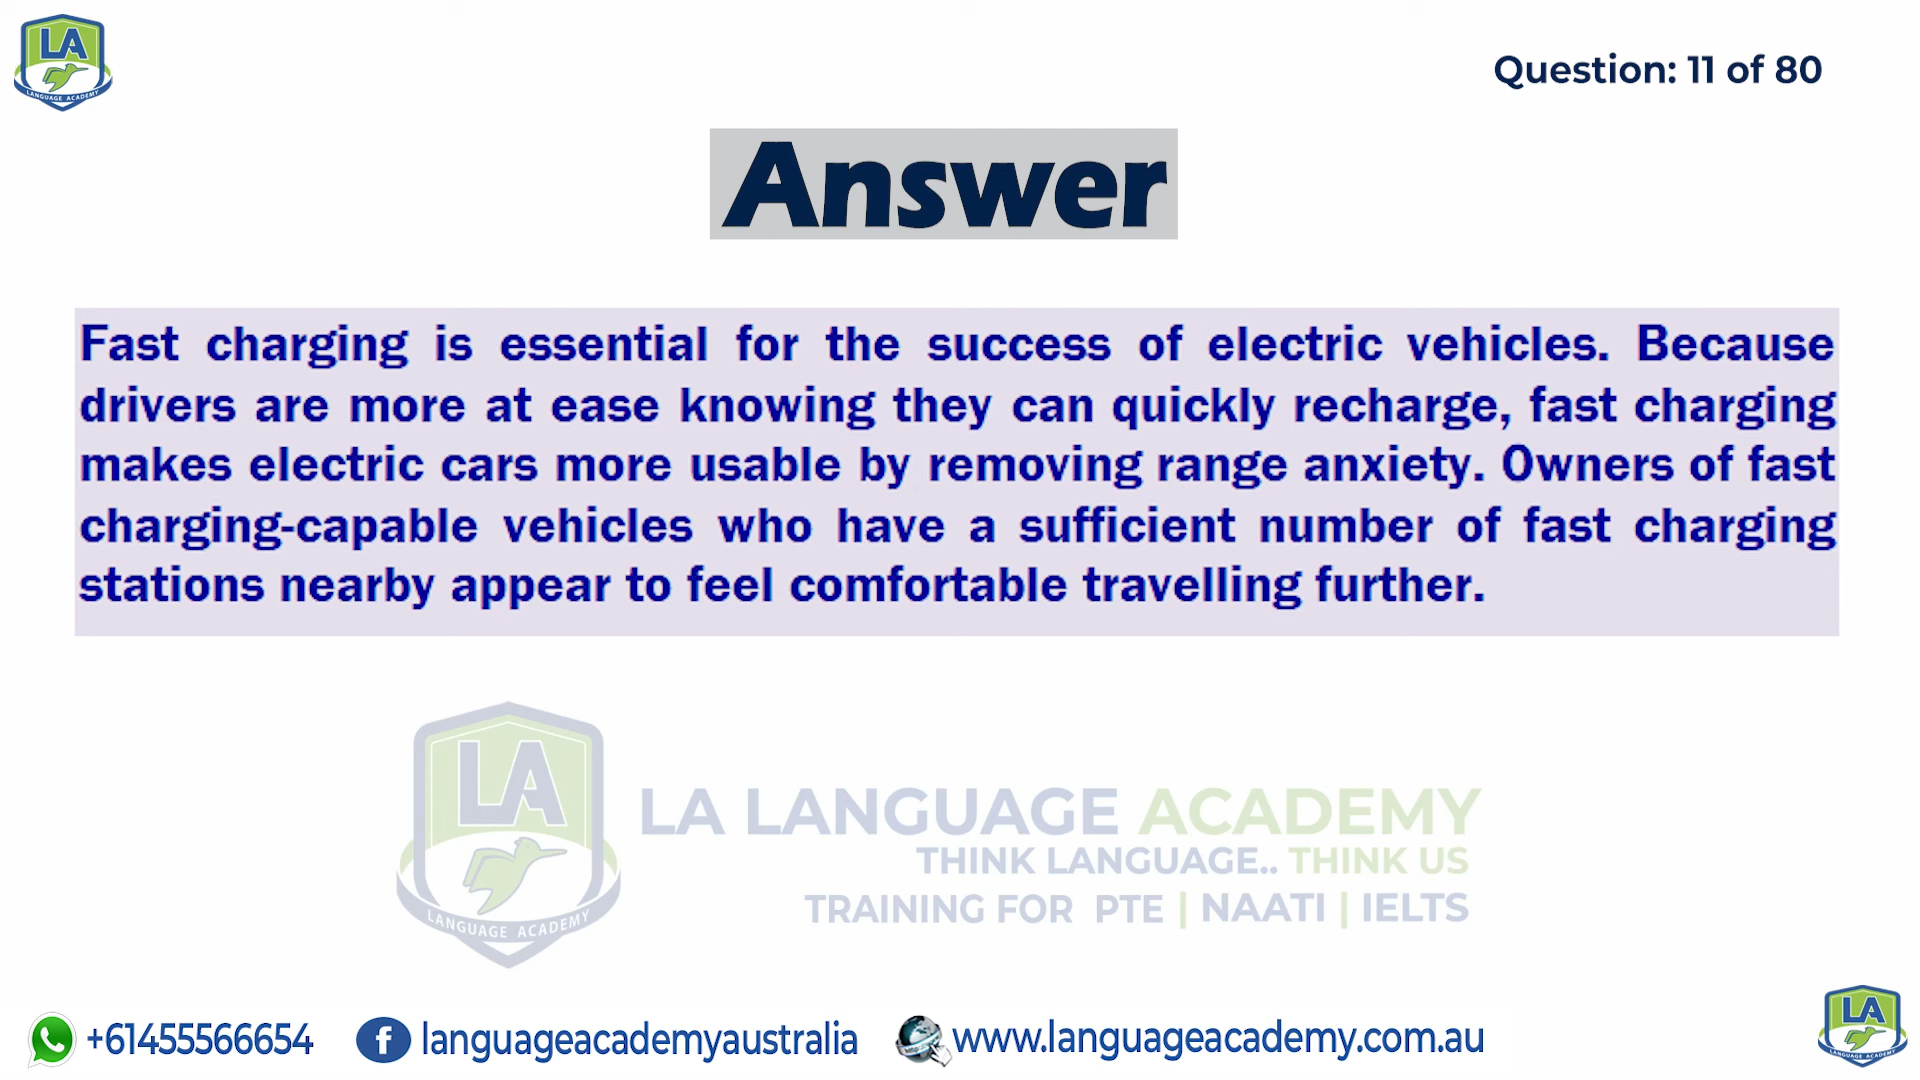 LA
LANGUAGE ACADEMY
Question: 11 of 80
Answer
Fast charging is essential for the success of electric vehicles. Because
drivers are more at ease knowing they can quickly recharge, fast charging
makes electric cars more usable by removing range anxiety. Owners of fast
charging-capable vehicles who have a sufficient number of fast charging
stations nearby appear to feel comfortable travelling further.
LA
LANGUAGE ACADEMY
LA LANGUAGE ACADEMY
THINK LANGUAGE.. THINK US
TRAINING FOR PTE | NAATI | IELTS
+61455566654
languageacademyaustralia
www.languageacademy.com.au
LA
LANGUAGE ACADEMY